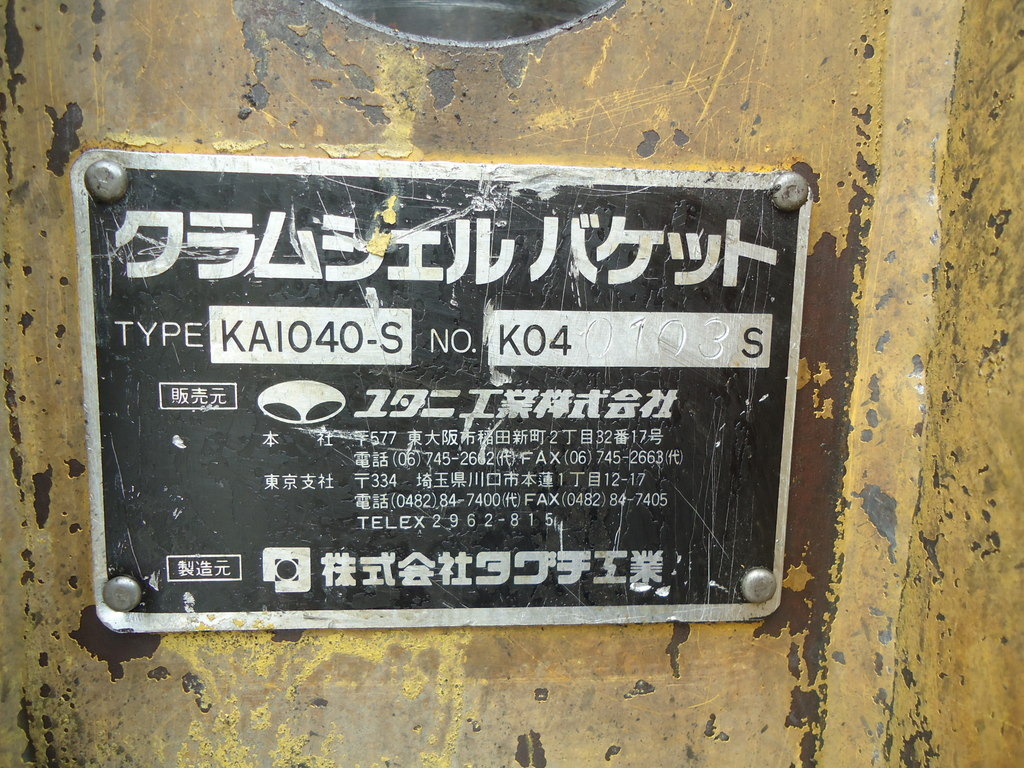 クラムシェルバケット
TYPE KA1040-S NO. K04 0103 S
販売元 ユタニ工業株式会社
本社 〒577 東大阪市稲田新町2丁目32番17号
電話(06)745-2662(代)FAX(06)745-2663(代)
東京支社 〒334 埼玉県川口市本蓮1丁目12-17
電話(0482)84-7400(代)FAX(0482)84-7405
TELEX2962-815
製造元 株式会社タグチ工業